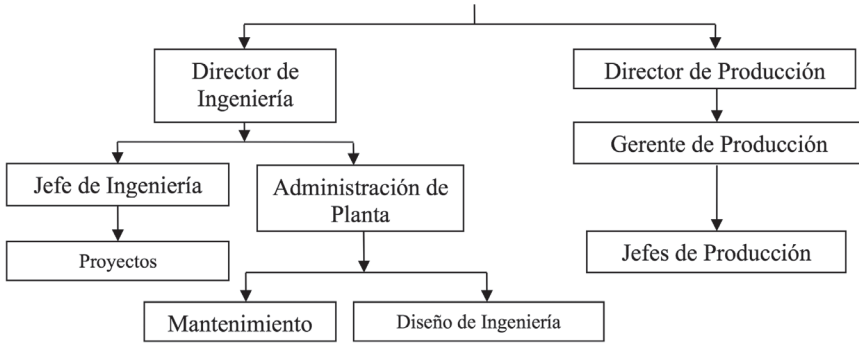 Director de
Ingeniería
Director de Producción
Gerente de Producción
Jefe de Ingeniería
Administración de
Planta
Proyectos
Jefes de Producción
Mantenimiento
Diseño de Ingeniería